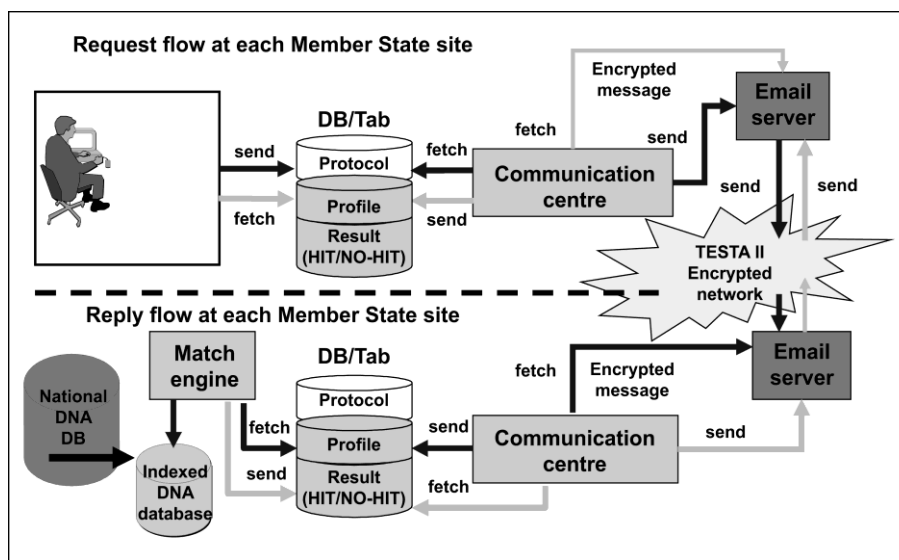 Request flow at each Member State site
Encrypted
message
Email
server
DB/Tab
send
Protocol
fetch
fetch
send
Communication
centre
fetch
Profile
send
Result
(HIT/NO-HIT)
send
send
TESTA II
Encrypted
network
Reply flow at each Member State site
Match
engine
DB/Tab
fetch
Encrypted
message
Email
server
National
DNA
DB
Protocol
fetch
Profile
send
Communication
centre
send
Indexed
DNA
database
send
Result
(HIT/NO-HIT)
fetch